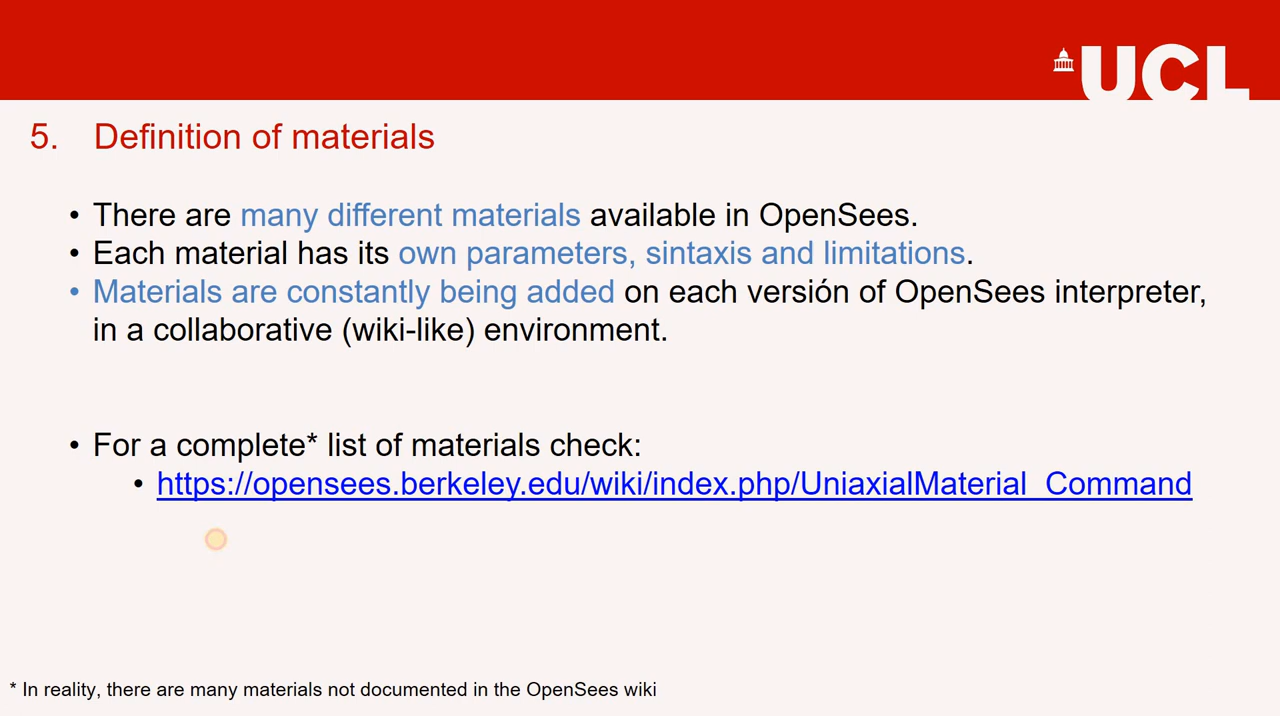 UCL
5. Definition of materials
• There are many different materials available in OpenSees.
• Each material has its own parameters, sintaxis and limitations.
• Materials are constantly being added on each versión of OpenSees interpreter,
in a collaborative (wiki-like) environment.
• For a complete* list of materials check:
• https://opensees.berkeley.edu/wiki/index.php/UniaxialMaterial_Command
* In reality, there are many materials not documented in the OpenSees wiki